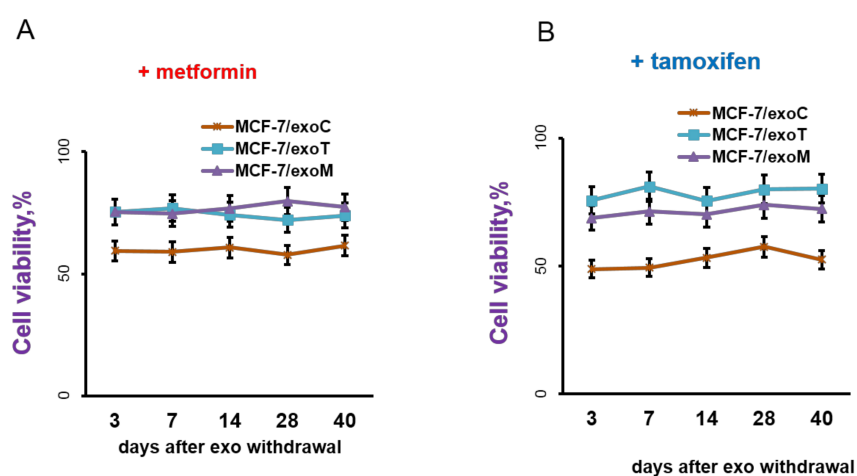 A
+ metformin
MCF-7/exoC
MCF-7/exoT
MCF-7/exoM
Cell viability,%
100
50
0
3 7 14 28 40
days after exo withdrawal
B
+ tamoxifen
MCF-7/exoC
MCF-7/exoT
MCF-7/exoM
Cell viability,%
100
50
0
3 7 14 28 40
days after exo withdrawal